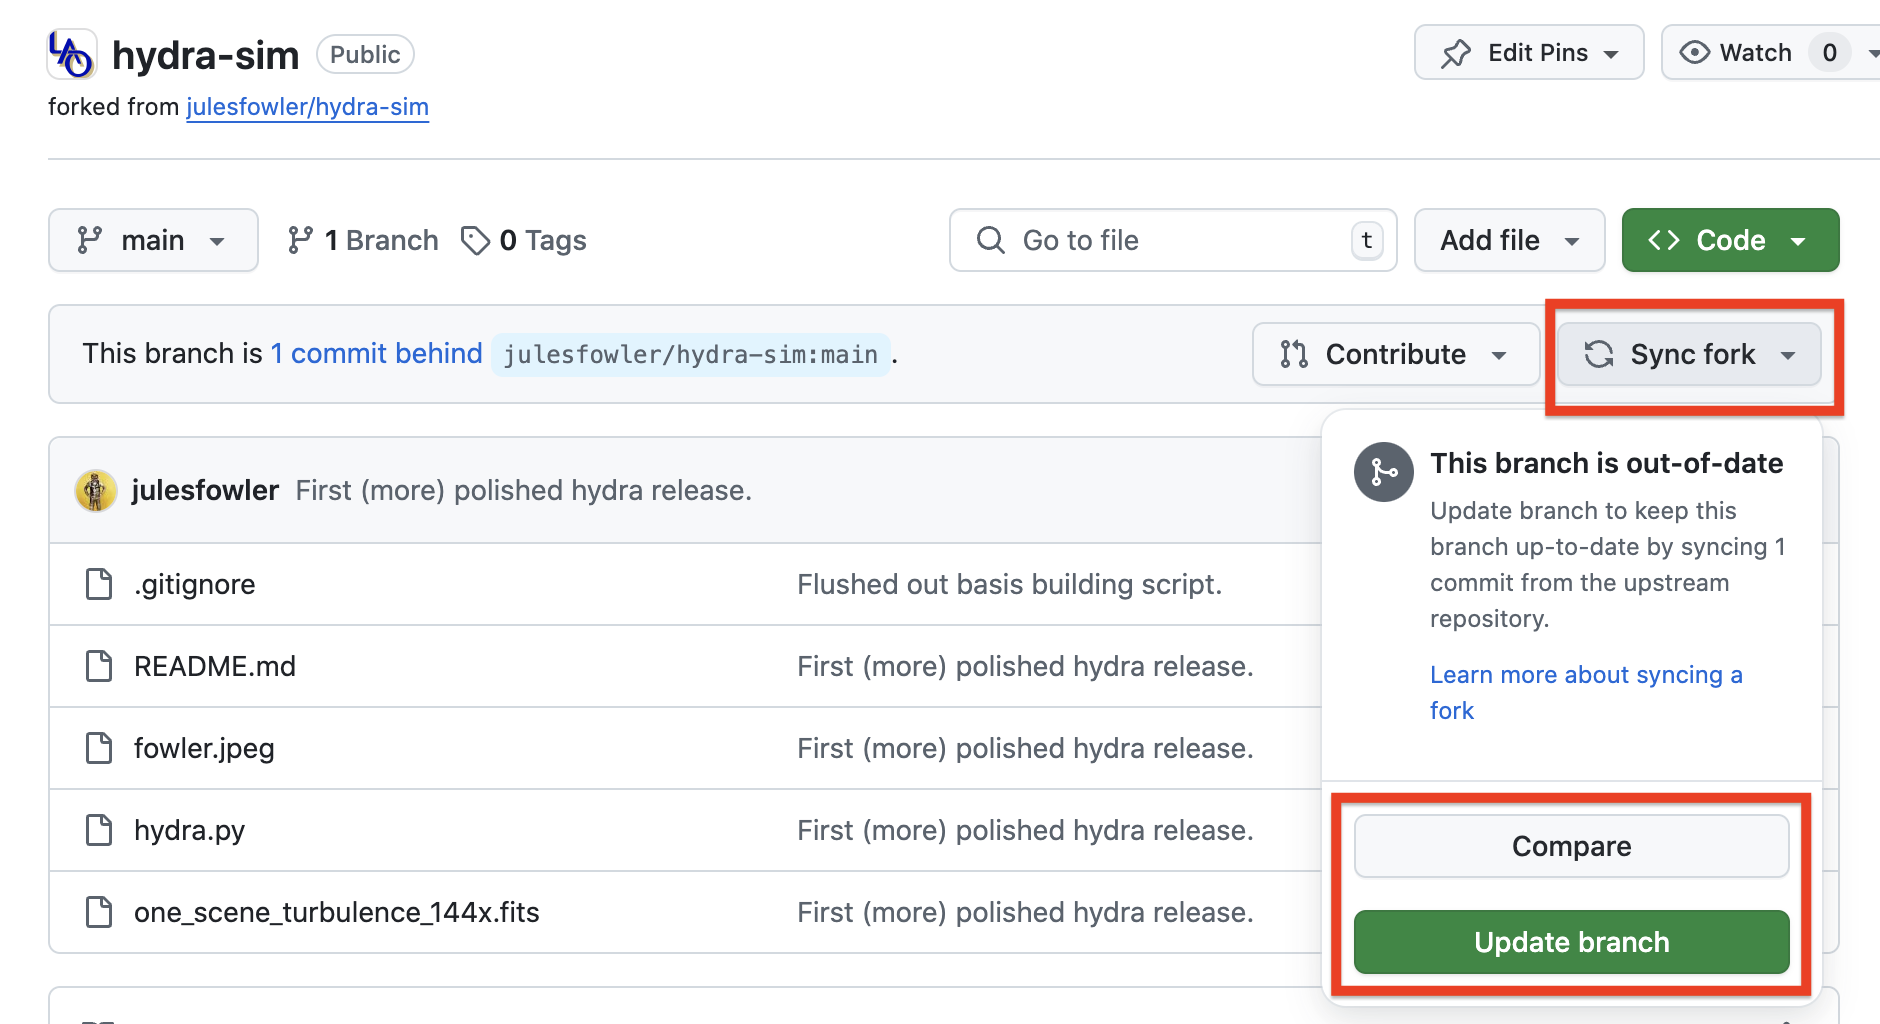 LAO
hydra-sim Public
Edit Pins
Watch 0
forked from julesfowler/hydra-sim
main
1 Branch
0 Tags
Go to file t
Add file
<> Code
This branch is 1 commit behind julesfowler/hydra-sim:main .
Contribute
Sync fork
julesfowler First (more) polished hydra release.
.gitignore Flushed out basis building script.
README.md First (more) polished hydra release.
fowler.jpeg First (more) polished hydra release.
hydra.py First (more) polished hydra release.
one_scene_turbulence_144x.fits First (more) polished hydra release.
This branch is out-of-date
Update branch to keep this
branch up-to-date by syncing 1
commit from the upstream
repository.
Learn more about syncing a
fork
Compare
Update branch